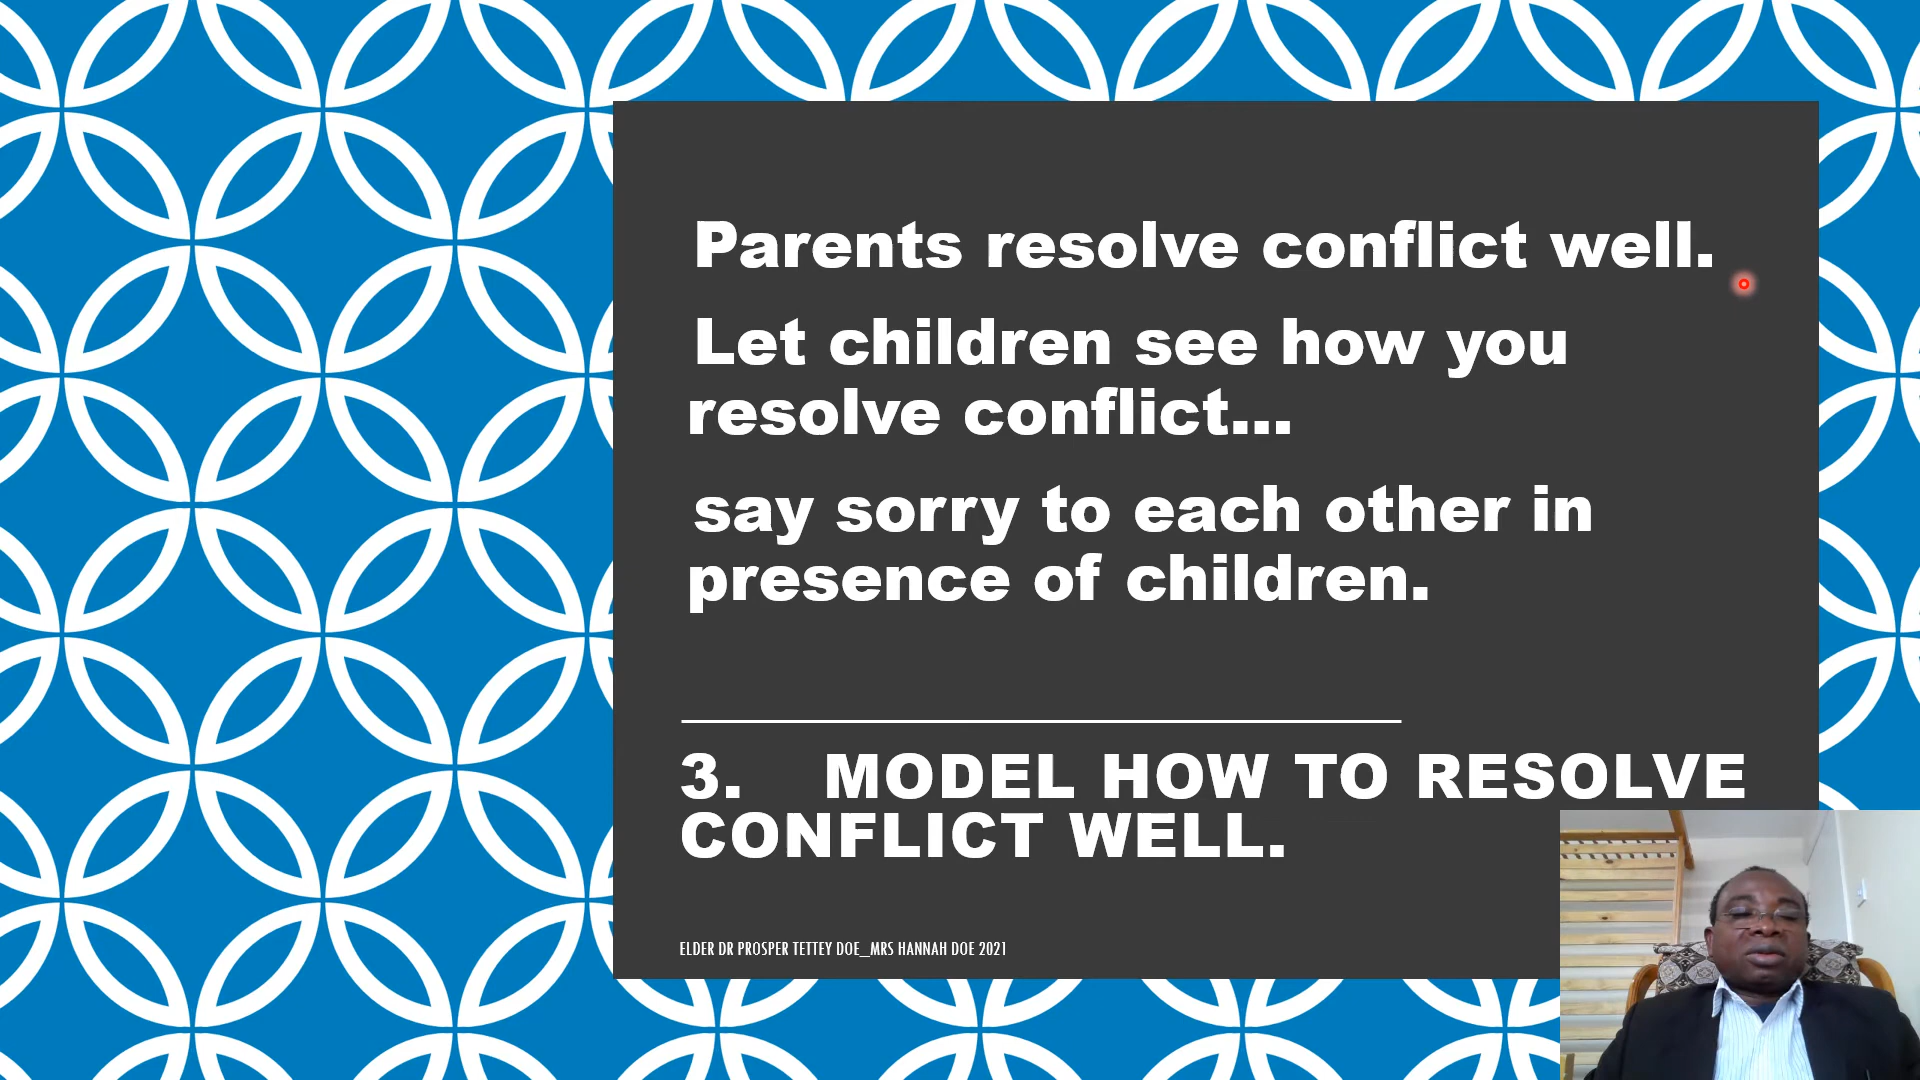 Parents resolve conflict well.
Let children see how you
resolve conflict...
say sorry to each other in
presence of children.
3. MODEL HOW TO RESOLVE
CONFLICT WELL.
ELDER DR PROSPER TETTEY DOE_MRS HANNAH DOE 2021